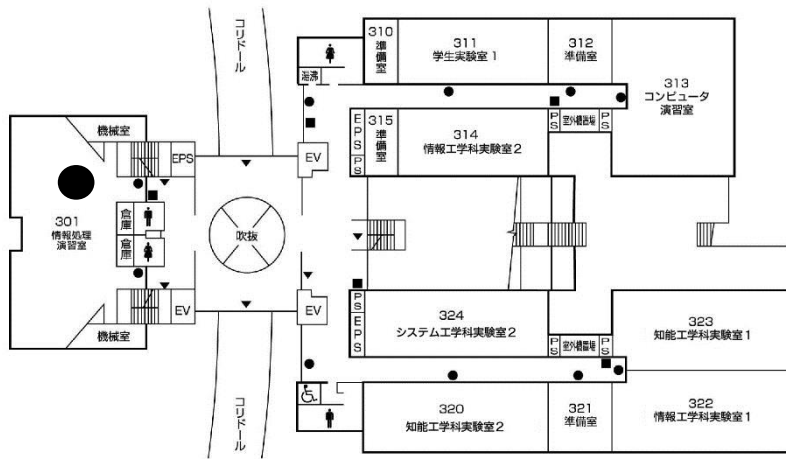 コリドール
310
準備室
311
学生実験室1
312
準備室
313
コンピュータ
演習室
湯沸
機械室
EPS
EPS
PS
315
準備室
314
情報工学科実験室2
PS
室外機置場
PS
EV
301
情報処理
演習室
倉庫
倉庫
吹抜
EV
EV
機械室
PS
EPS
324
システム工学科実験室2
PS
室外機置場
PS
323
知能工学科実験室1
コリドール
320
知能工学科実験室2
321
準備室
322
情報工学科実験室1